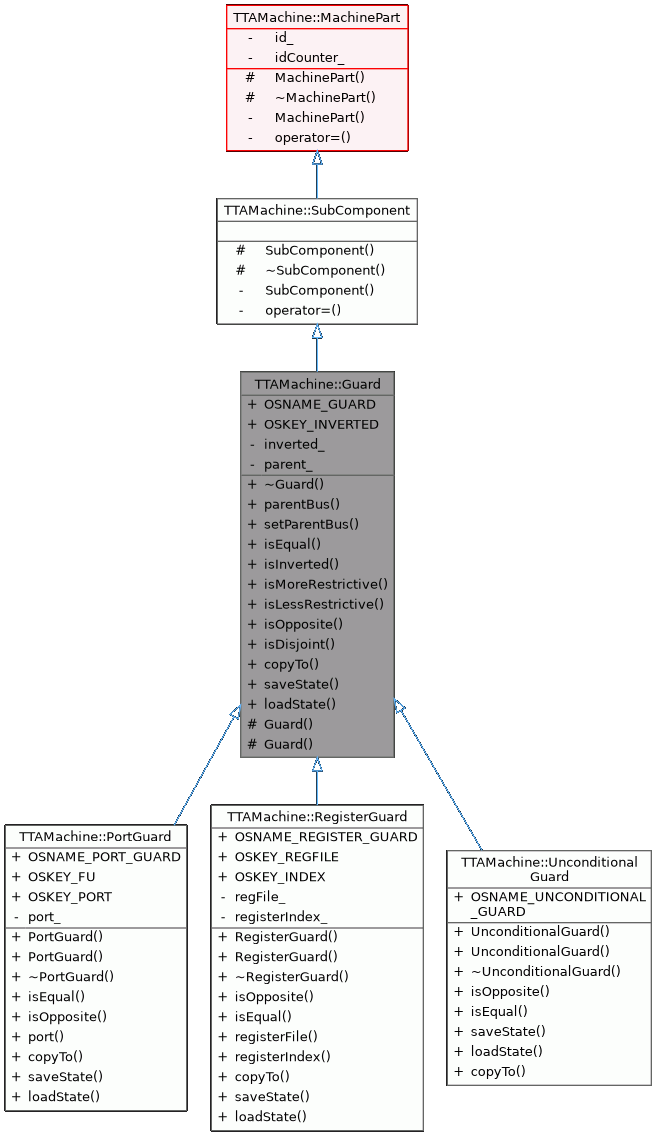 TTAMachine::MachinePart
- id_
- idCounter_
# MachinePart()
# ~MachinePart()
- MachinePart()
- operator=()
TTAMachine::SubComponent
# SubComponent()
# ~SubComponent()
- SubComponent()
- operator=()
TTAMachine::Guard
+ OSNAME_GUARD
+ OSKEY_INVERTED
- inverted_
- parent_
+ ~Guard()
+ parentBus()
+ setParentBus()
+ isEqual()
+ isInverted()
+ isMoreRestrictive()
+ isLessRestrictive()
+ isOpposite()
+ isDisjoint()
+ copyTo()
+ saveState()
+ loadState()
# Guard()
# Guard()
TTAMachine::PortGuard
+ OSNAME_PORT_GUARD
+ OSKEY_FU
+ OSKEY_PORT
- port_
+ PortGuard()
+ PortGuard()
+ ~PortGuard()
+ isEqual()
+ isOpposite()
+ port()
+ copyTo()
+ saveState()
+ loadState()
TTAMachine::RegisterGuard
+ OSNAME_REGISTER_GUARD
+ OSKEY_REGFILE
+ OSKEY_INDEX
- regFile_
- registerIndex_
+ RegisterGuard()
+ RegisterGuard()
+ ~RegisterGuard()
+ isOpposite()
+ isEqual()
+ registerFile()
+ registerIndex()
+ copyTo()
+ saveState()
+ loadState()
TTAMachine::Unconditional
Guard
+ OSNAME_UNCONDITIONAL
_GUARD
+ UnconditionalGuard()
+ UnconditionalGuard()
+ ~UnconditionalGuard()
+ isOpposite()
+ isEqual()
+ saveState()
+ loadState()
+ copyTo()